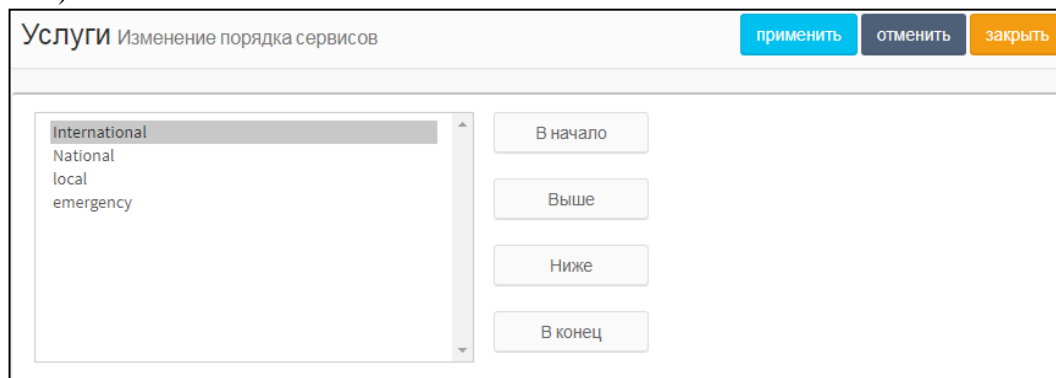 Услуги Изменение порядка сервисов
применить отменить закрыть
International
National
local
emergency
В начало
Выше
Ниже
В конец